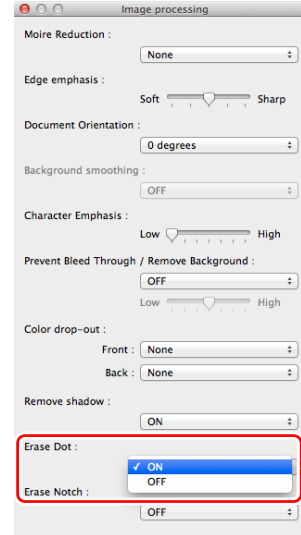 Image processing
Moire Reduction :
None
Edge emphasis :
Soft Sharp
Document Orientation :
0 degrees
Background smoothing :
OFF
Character Emphasis :
Low High
Prevent Bleed Through / Remove Background :
OFF
Low High
Color drop-out :
Front : None
Back : None
Remove shadow :
ON
Erase Dot :
✓ ON
OFF
Erase Notch :
OFF